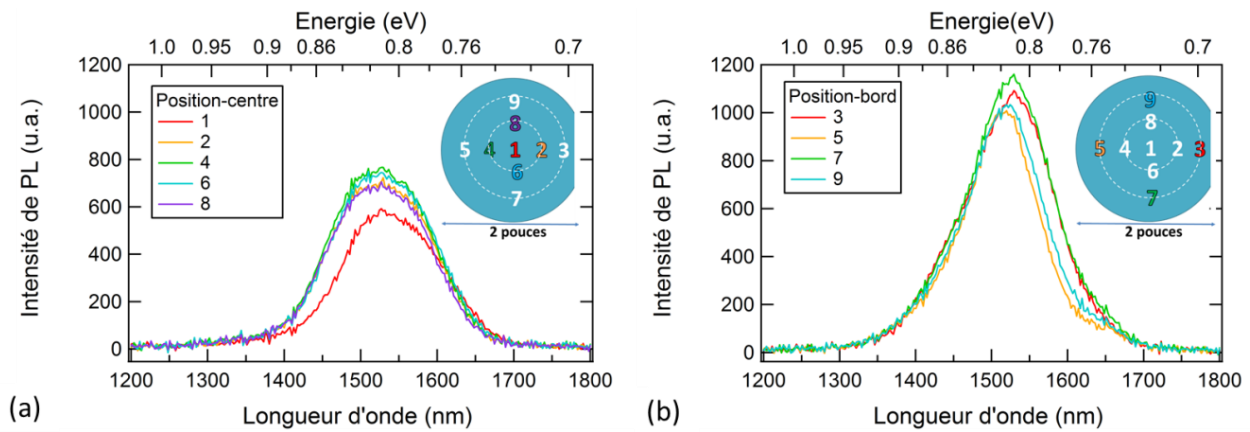 Energie (eV)
1.0 0.95 0.9 0.86 0.8 0.76 0.7
1200
1000
800
600
400
200
0
Intensité de PL (u.a.)
Position-centre
1
2
4
6
8
9
8
5 4 1 2 3
6
7
2 pouces
1200 1300 1400 1500 1600 1700 1800
Longueur d'onde (nm)
(a)
Energie(eV)
1.0 0.95 0.9 0.86 0.8 0.76 0.7
1200
1000
800
600
400
200
0
Intensité de PL (u.a.)
Position-bord
3
5
7
9
9
8
5 4 1 2 3
6
7
2 pouces
1200 1300 1400 1500 1600 1700 1800
Longueur d'onde (nm)
(b)